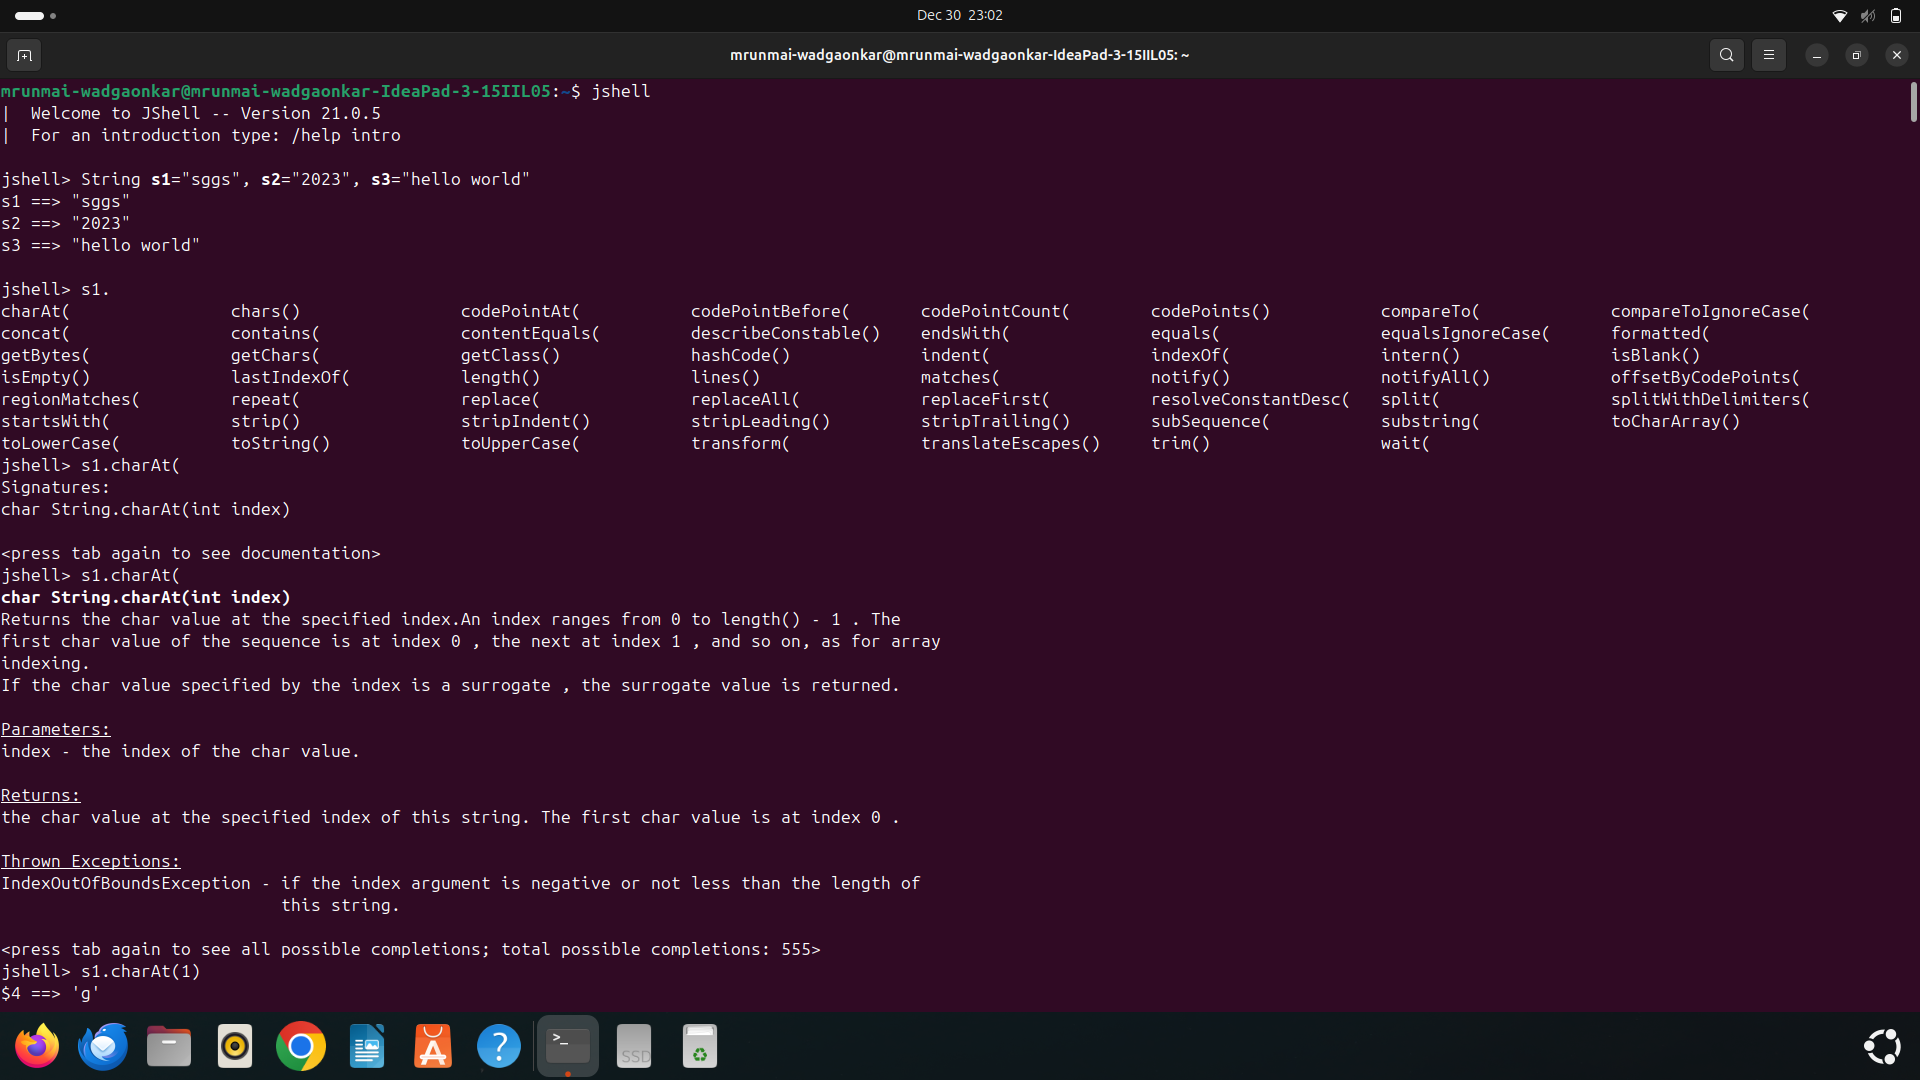 Dec 30 23:02
mrunmai-wadgaonkar@mrunmai-wadgaonkar-IdeaPad-3-15IIL05: ~
mrunmai-wadgaonkar@mrunmai-wadgaonkar-IdeaPad-3-15IIL05:~$ jshell
|  Welcome to JShell -- Version 21.0.5
|  For an introduction type: /help intro
jshell> String s1="sggs", s2="2023", s3="hello world"
s1 ==> "sggs"
s2 ==> "2023"
s3 ==> "hello world"
jshell> s1.
charAt( chars() codePointAt( codePointBefore( codePointCount( codePoints() compareTo( compareToIgnoreCase(
concat( contains( contentEquals( describeConstable() endsWith( equals( equalsIgnoreCase( formatted(
getBytes( getChars( getClass() hashCode() indent( indexOf( intern() isBlank()
isEmpty() lastIndexOf( length() lines() matches( notify() notifyAll() offsetByCodePoints(
regionMatches( repeat( replace( replaceAll( replaceFirst( resolveConstantDesc( split( splitWithDelimiters(
startsWith( strip() stripIndent() stripLeading() stripTrailing() subSequence( substring( toCharArray()
toLowerCase( toString() toUpperCase( transform( translateEscapes() trim() wait(
jshell> s1.charAt(
Signatures:
char String.charAt(int index)
<press tab again to see documentation>
jshell> s1.charAt(
char String.charAt(int index)
Returns the char value at the specified index.An index ranges from 0 to length() - 1 . The
first char value of the sequence is at index 0 , the next at index 1 , and so on, as for array
indexing.
If the char value specified by the index is a surrogate , the surrogate value is returned.
Parameters:
index - the index of the char value.
Returns:
the char value at the specified index of this string. The first char value is at index 0 .
Thrown Exceptions:
IndexOutOfBoundsException - if the index argument is negative or not less than the length of
this string.
<press tab again to see all possible completions; total possible completions: 555>
jshell> s1.charAt(1)
$4 ==> 'g'
>_ SSD